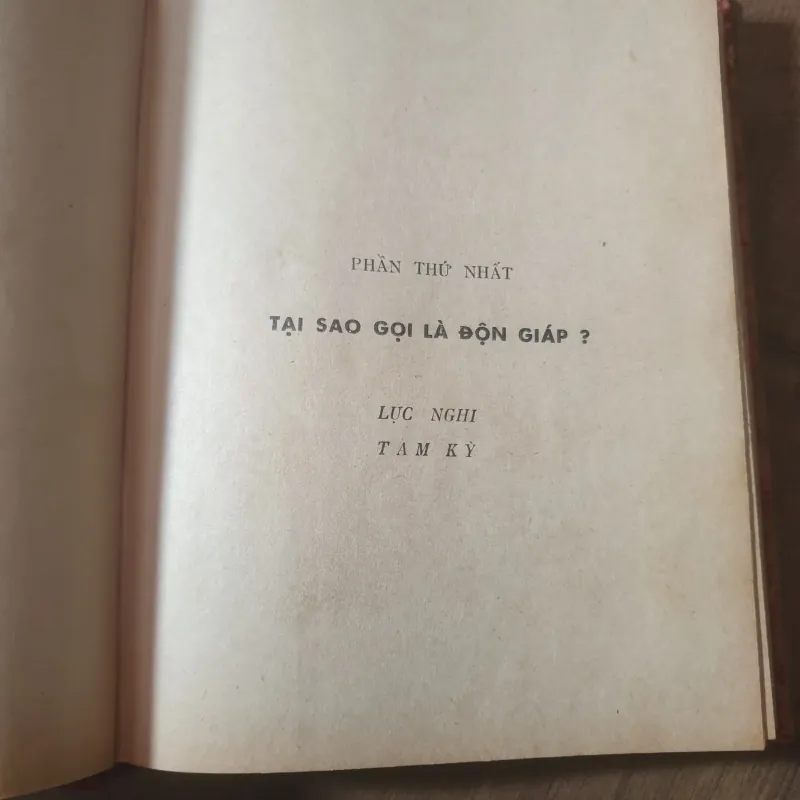 PHẦN THỨ NHẤT
TẠI SAO GỌI LÀ ĐỘN GIÁP ?
LỤC NGHI
TAM KỲ